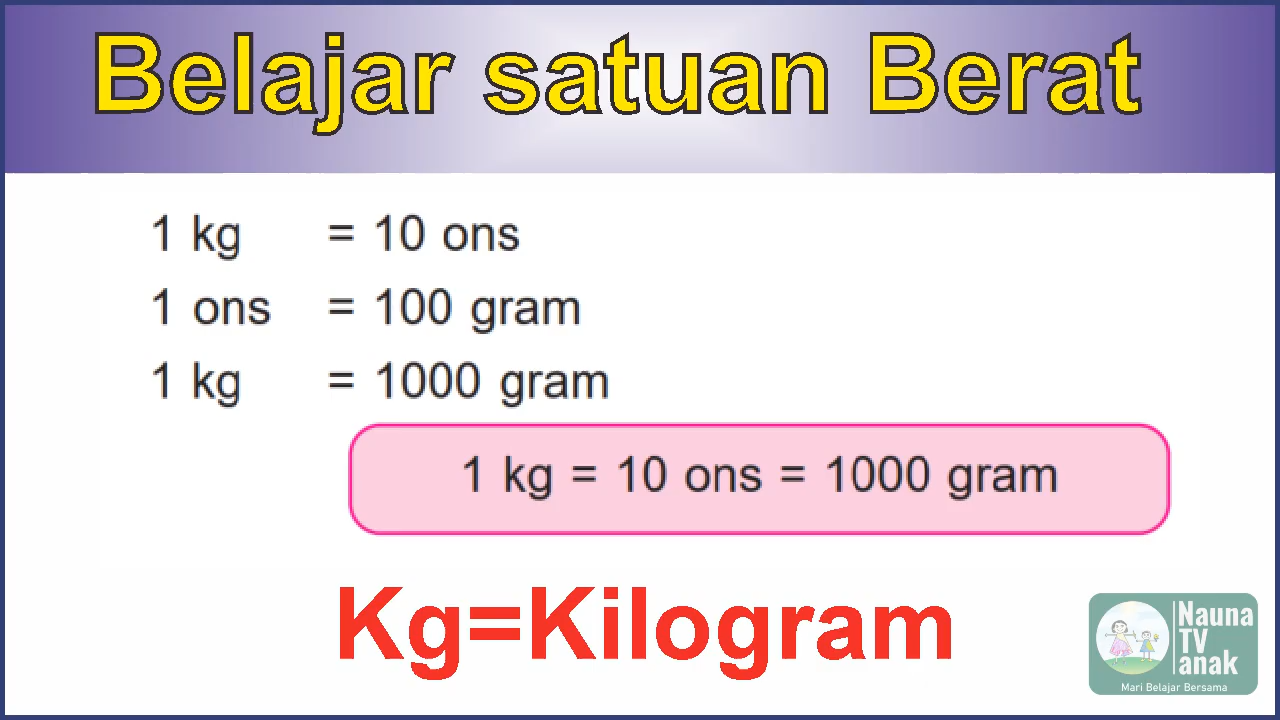 Belajar satuan Berat
1 kg = 10 ons
1 ons = 100 gram
1 kg = 1000 gram
1 kg = 10 ons = 1000 gram
Kg=Kilogram
Nauna
TV
anak
Mari Belajar Bersama